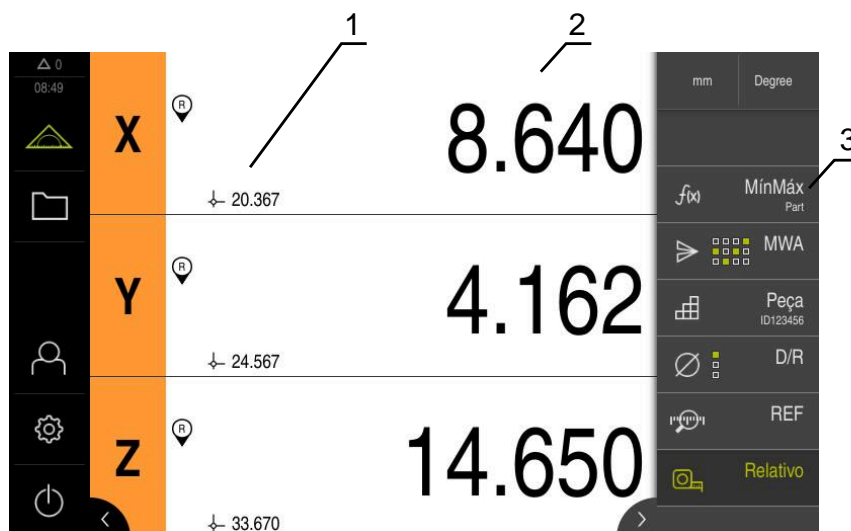 1
2
3
0
08:49
X
R
8.640
20.367
Y
R
4.162
24.567
Z
R
14.650
33.670
mm
Degree
f(x)
MínMáx
Part
MWA
Peça
ID123456
D/R
REF
Relativo